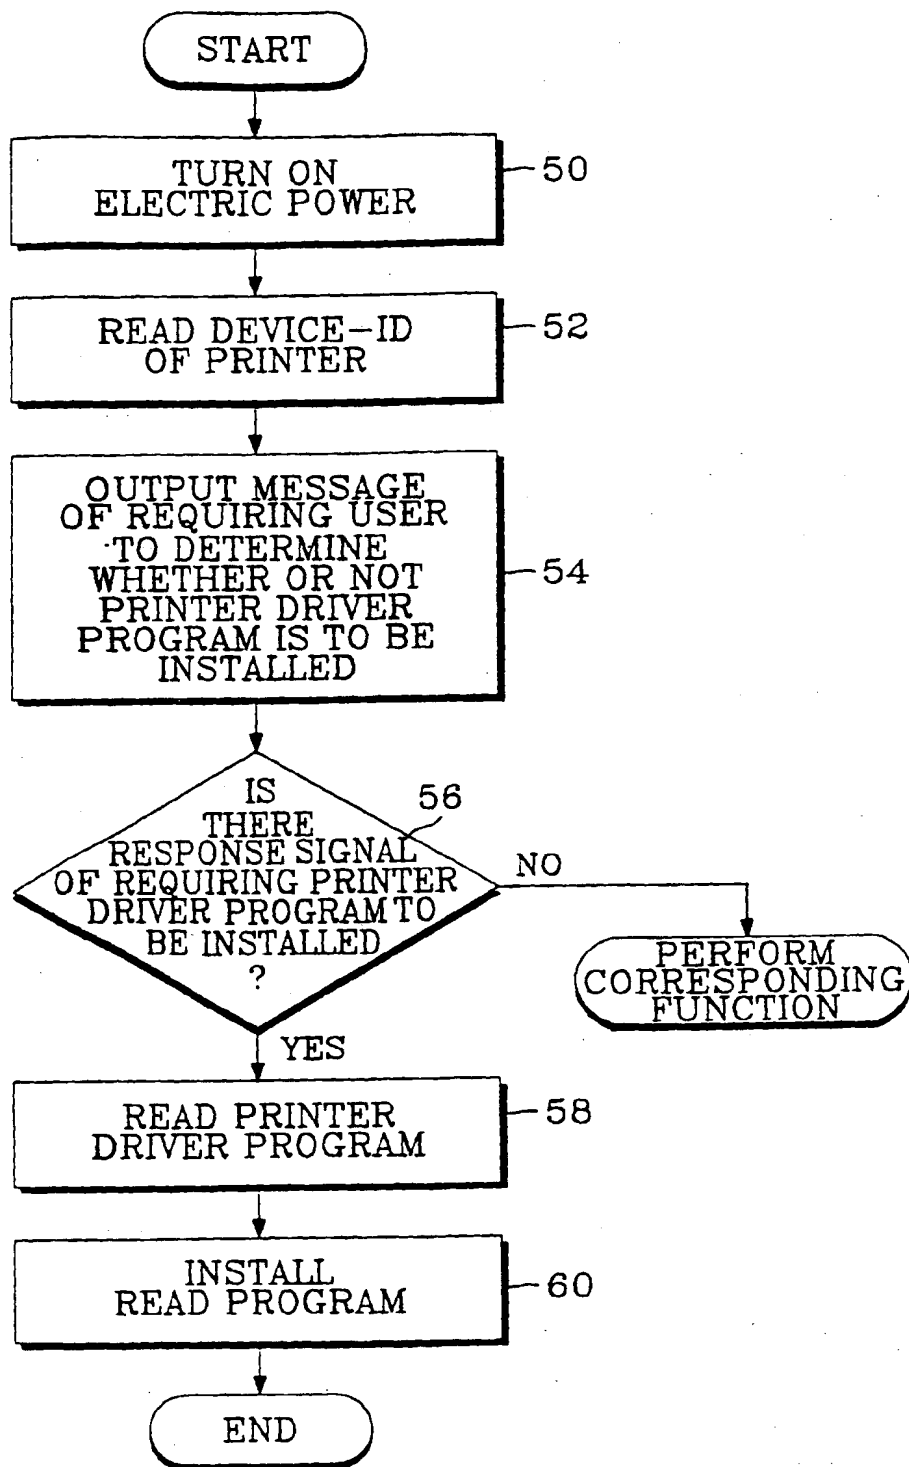 START
TURN ON
ELECTRIC POWER
50
READ DEVICE-ID
OF PRINTER
52
OUTPUT MESSAGE
OF REQUIRING USER
TO DETERMINE
WHETHER OR NOT
PRINTER DRIVER
PROGRAM IS TO BE
INSTALLED
54
IS
THERE
RESPONSE SIGNAL
OF REQUIRING PRINTER
DRIVER PROGRAM TO
BE INSTALLED
?
56
NO
PERFORM
CORRESPONDING
FUNCTION
YES
READ PRINTER
DRIVER PROGRAM
58
INSTALL
READ PROGRAM
60
END